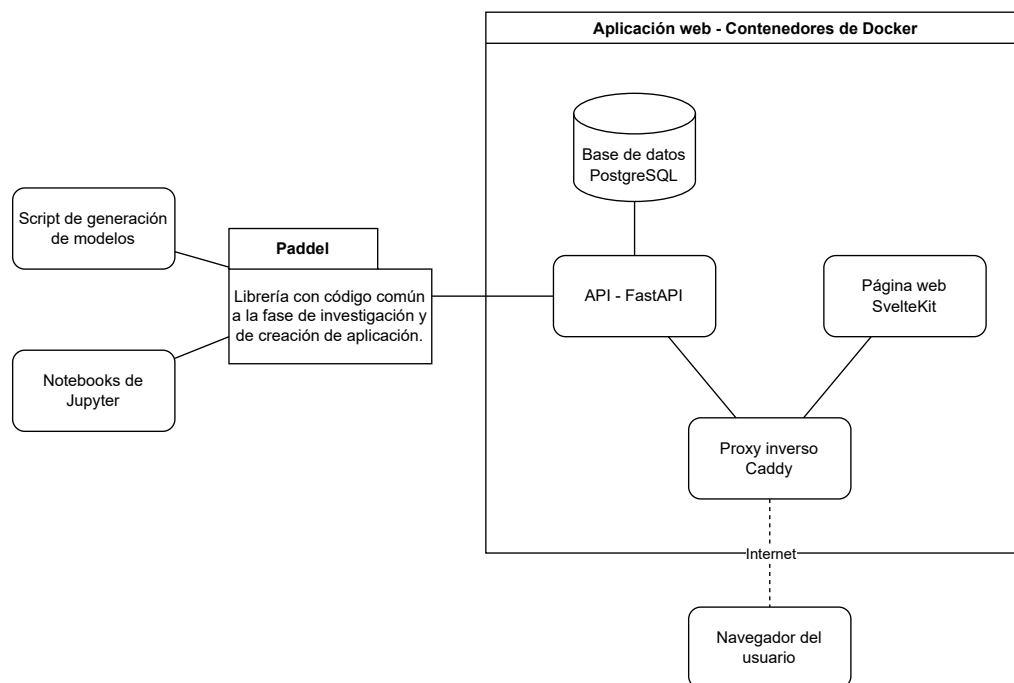 Aplicación web - Contenedores de Docker
Base de datos
PostgreSQL
Script de generación
de modelos
Paddel
Librería con código común
a la fase de investigación y
de creación de aplicación.
API - FastAPI
Página web
SvelteKit
Notebooks de
Jupyter
Proxy inverso
Caddy
Internet
Navegador del
usuario